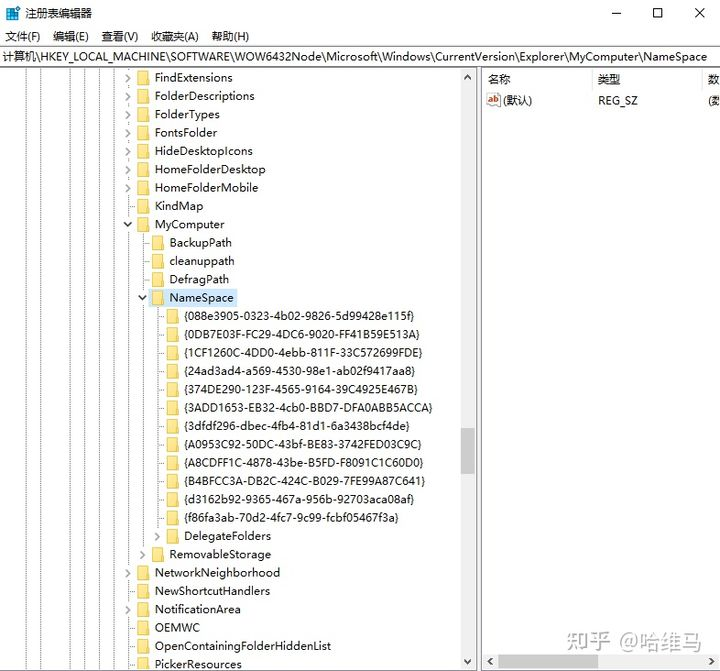 注册表编辑器
文件(F) 编辑(E) 查看(V) 收藏夹(A) 帮助(H)
计算机\HKEY_LOCAL_MACHINE\SOFTWARE\WOW6432Node\Microsoft\Windows\CurrentVersion\Explorer\MyComputer\NameSpace
FindExtensions
FolderDescriptions
FolderTypes
FontsFolder
HideDesktopIcons
HomeFolderDesktop
HomeFolderMobile
KindMap
MyComputer
BackupPath
cleanuppath
DefragPath
NameSpace
{088e3905-0323-4b02-9826-5d99428e115f}
{0DB7E03F-FC29-4DC6-9020-FF41B59E513A}
{1CF1260C-4DD0-4ebb-811F-33C572699FDE}
{24ad3ad4-a569-4530-98e1-ab02f9417aa8}
{374DE290-123F-4565-9164-39C4925E467B}
{3ADD1653-EB32-4cb0-BBD7-DFA0ABB5ACCA}
{3dfdf296-dbec-4fb4-81d1-6a3438bcf4de}
{A0953C92-50DC-43bf-BE83-3742FED03C9C}
{A8CDFF1C-4878-43be-B5FD-F8091C1C60D0}
{B4BFCC3A-DB2C-424C-B029-7FE99A87C641}
{d3162b92-9365-467a-956b-92703aca08af}
{f86fa3ab-70d2-4fc7-9c99-fcbf05467f3a}
DelegateFolders
RemovableStorage
NetworkNeighborhood
NewShortcutHandlers
NotificationArea
OEMWC
OpenContainingFolderHiddenList
PickerResources
名称 类型 数
ab (默认) REG_SZ (数
知乎 @哈维马